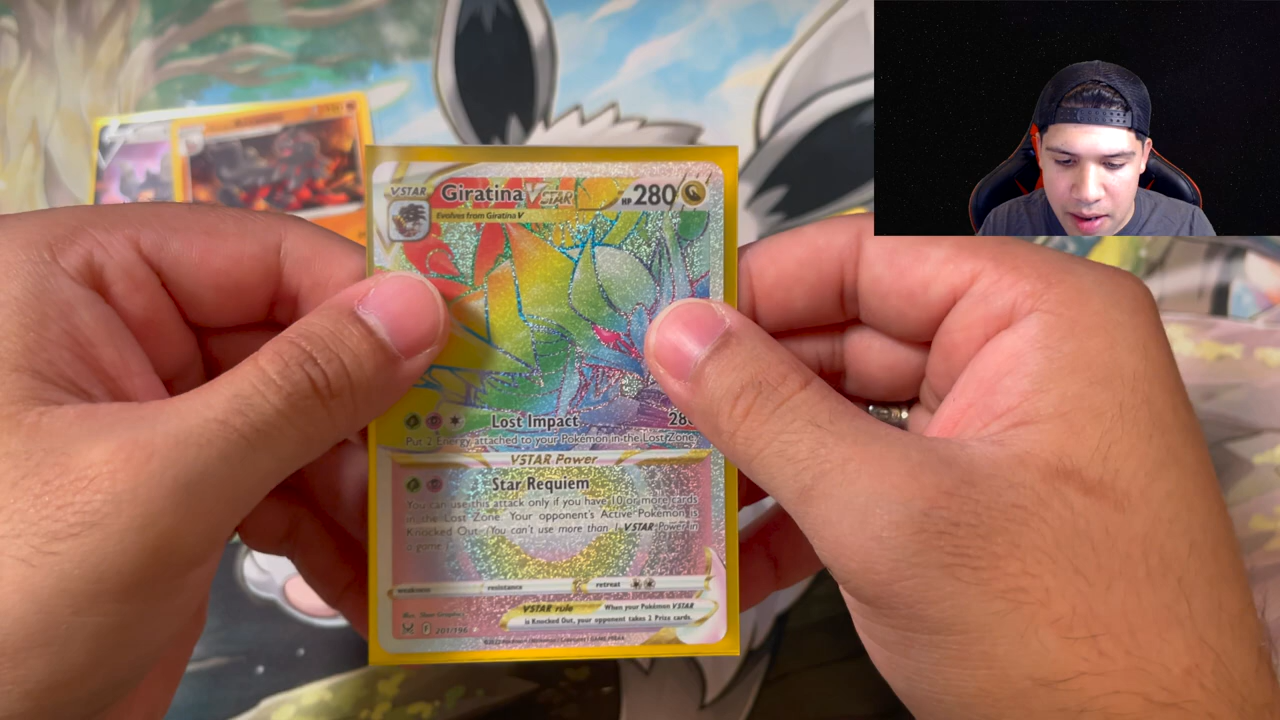 VSTAR Giratina VSTAR HP 280
Evolves from Giratina V
Lost Impact 28
Put 2 Energy attached to your Pokémon in the Lost Zone.
VSTAR Power
Star Requiem
You can use this attack only if you have 10 or more cards
in the Lost Zone. Your opponent's Active Pokémon is
Knocked Out. (You can't use more than 1 VSTAR Power in
a game.)
weakness resistance retreat
VSTAR rule When your Pokémon VSTAR
is Knocked Out, your opponent takes 2 Prize cards.
201/196